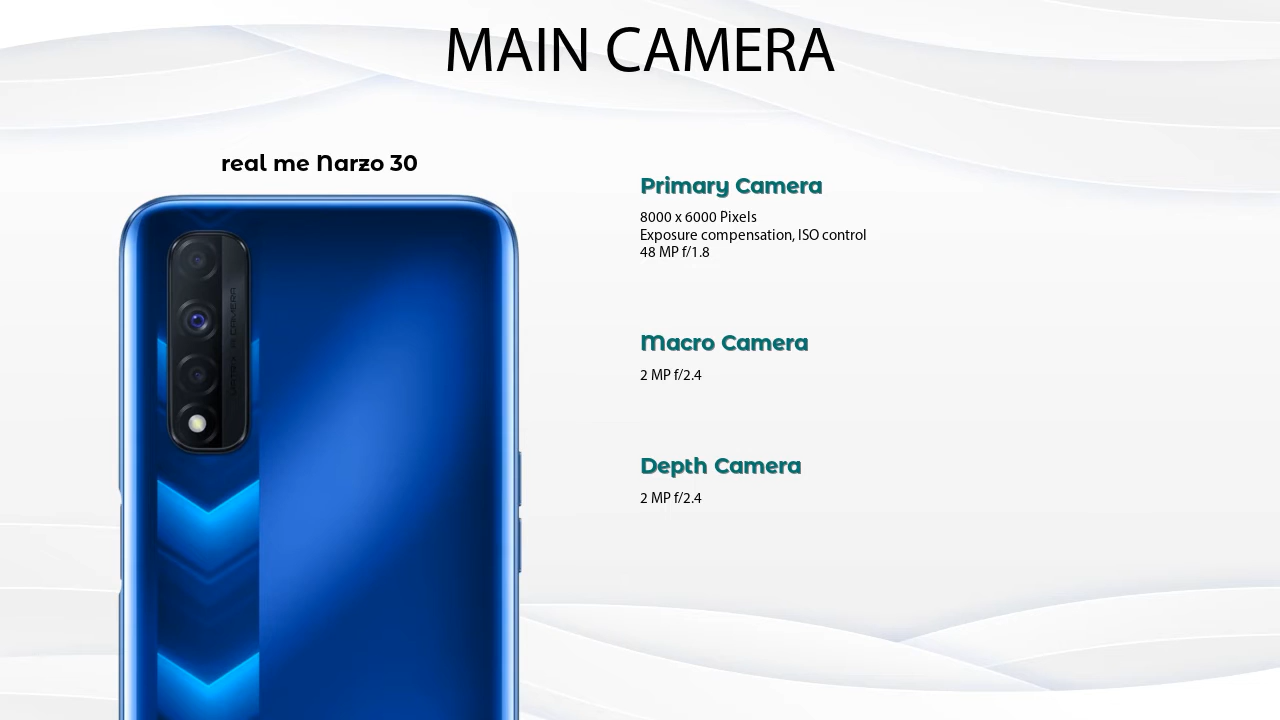 MAIN CAMERA
real me Narzo 30
Primary Camera
8000 x 6000 Pixels
Exposure compensation, ISO control
48 MP f/1.8
Macro Camera
2 MP f/2.4
Depth Camera
2 MP f/2.4